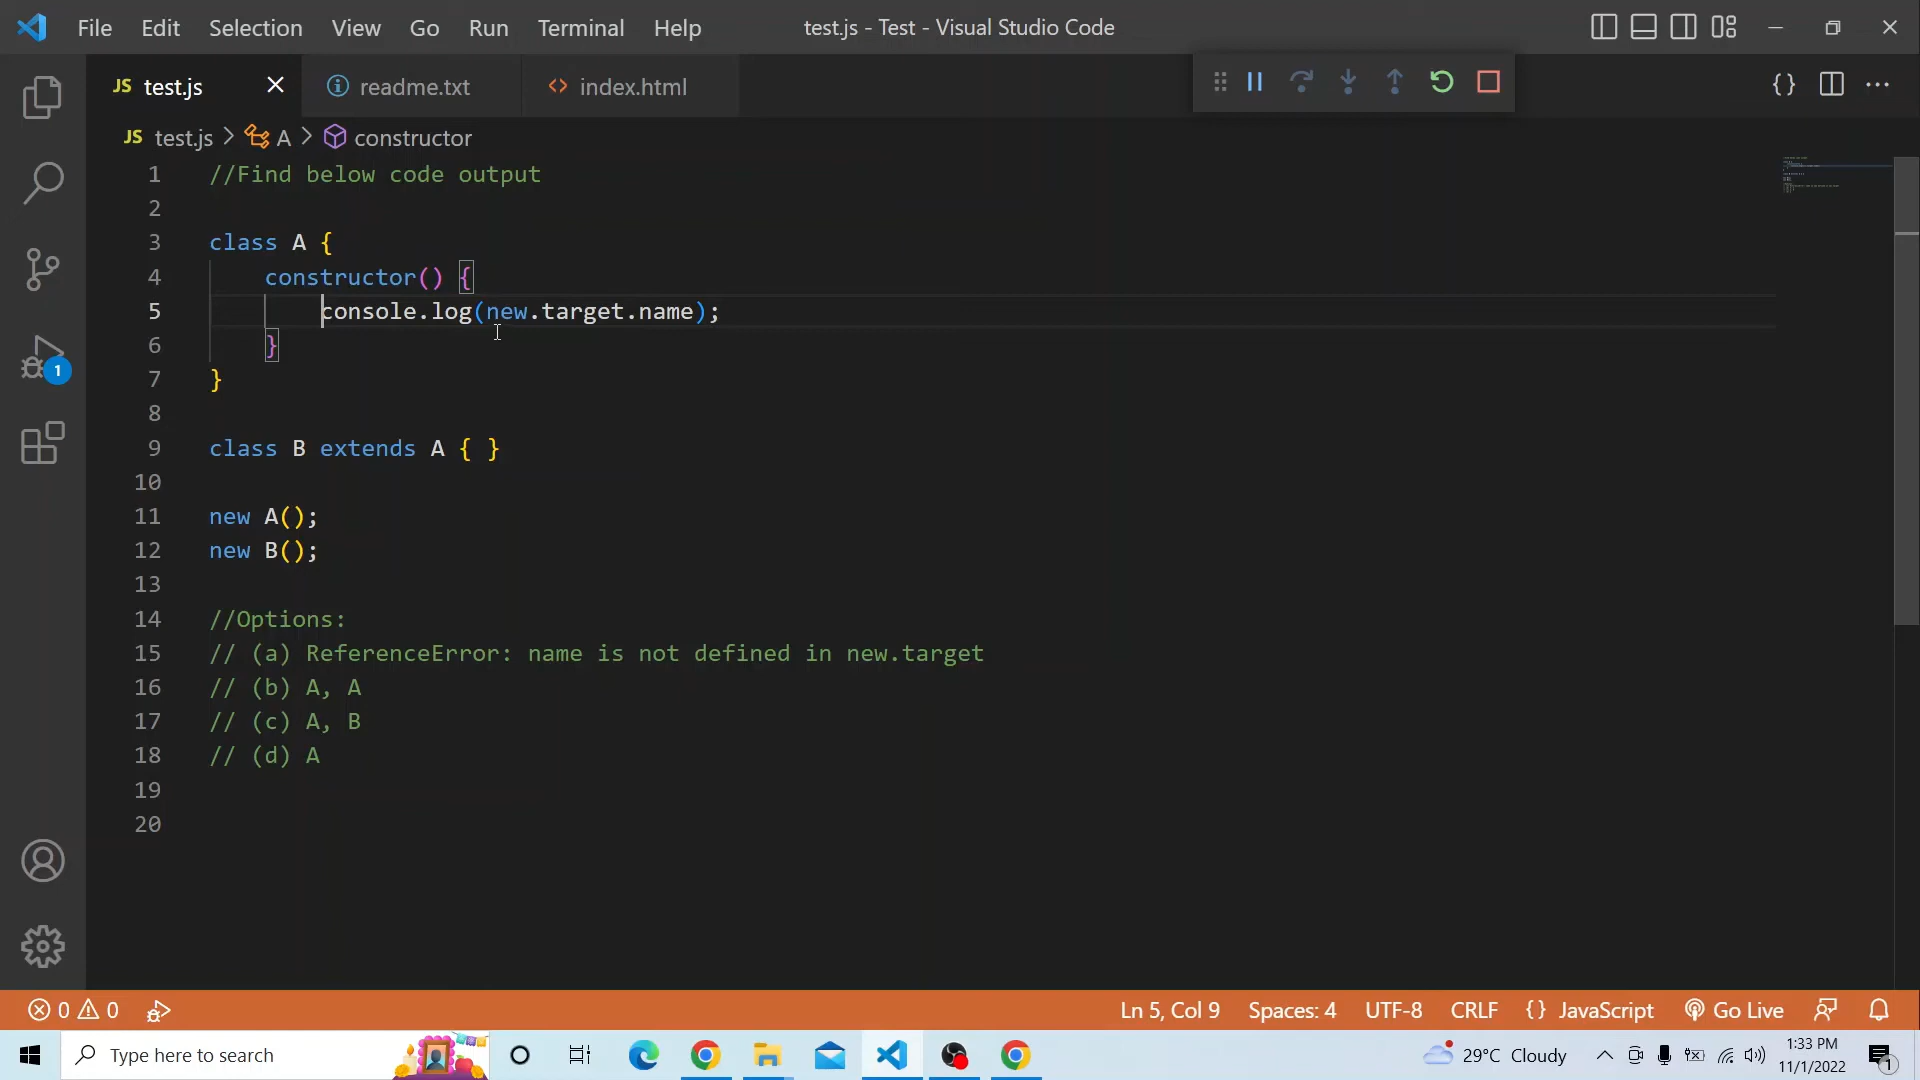 File Edit Selection View Go Run Terminal Help test.js - Test - Visual Studio Code
JS test.js readme.txt index.html
JS test.js > A > constructor
1 //Find below code output
2
3 class A {
4 constructor() {
5 console.log(new.target.name);
6 }
7 }
8
9 class B extends A { }
10
11 new A();
12 new B();
13
14 //Options:
15 // (a) ReferenceError: name is not defined in new.target
16 // (b) A, A
17 // (c) A, B
18 // (d) A
19
20
1
0 0 Ln 5, Col 9 Spaces: 4 UTF-8 CRLF {} JavaScript Go Live
Type here to search 29°C Cloudy 1:33 PM
11/1/2022 1